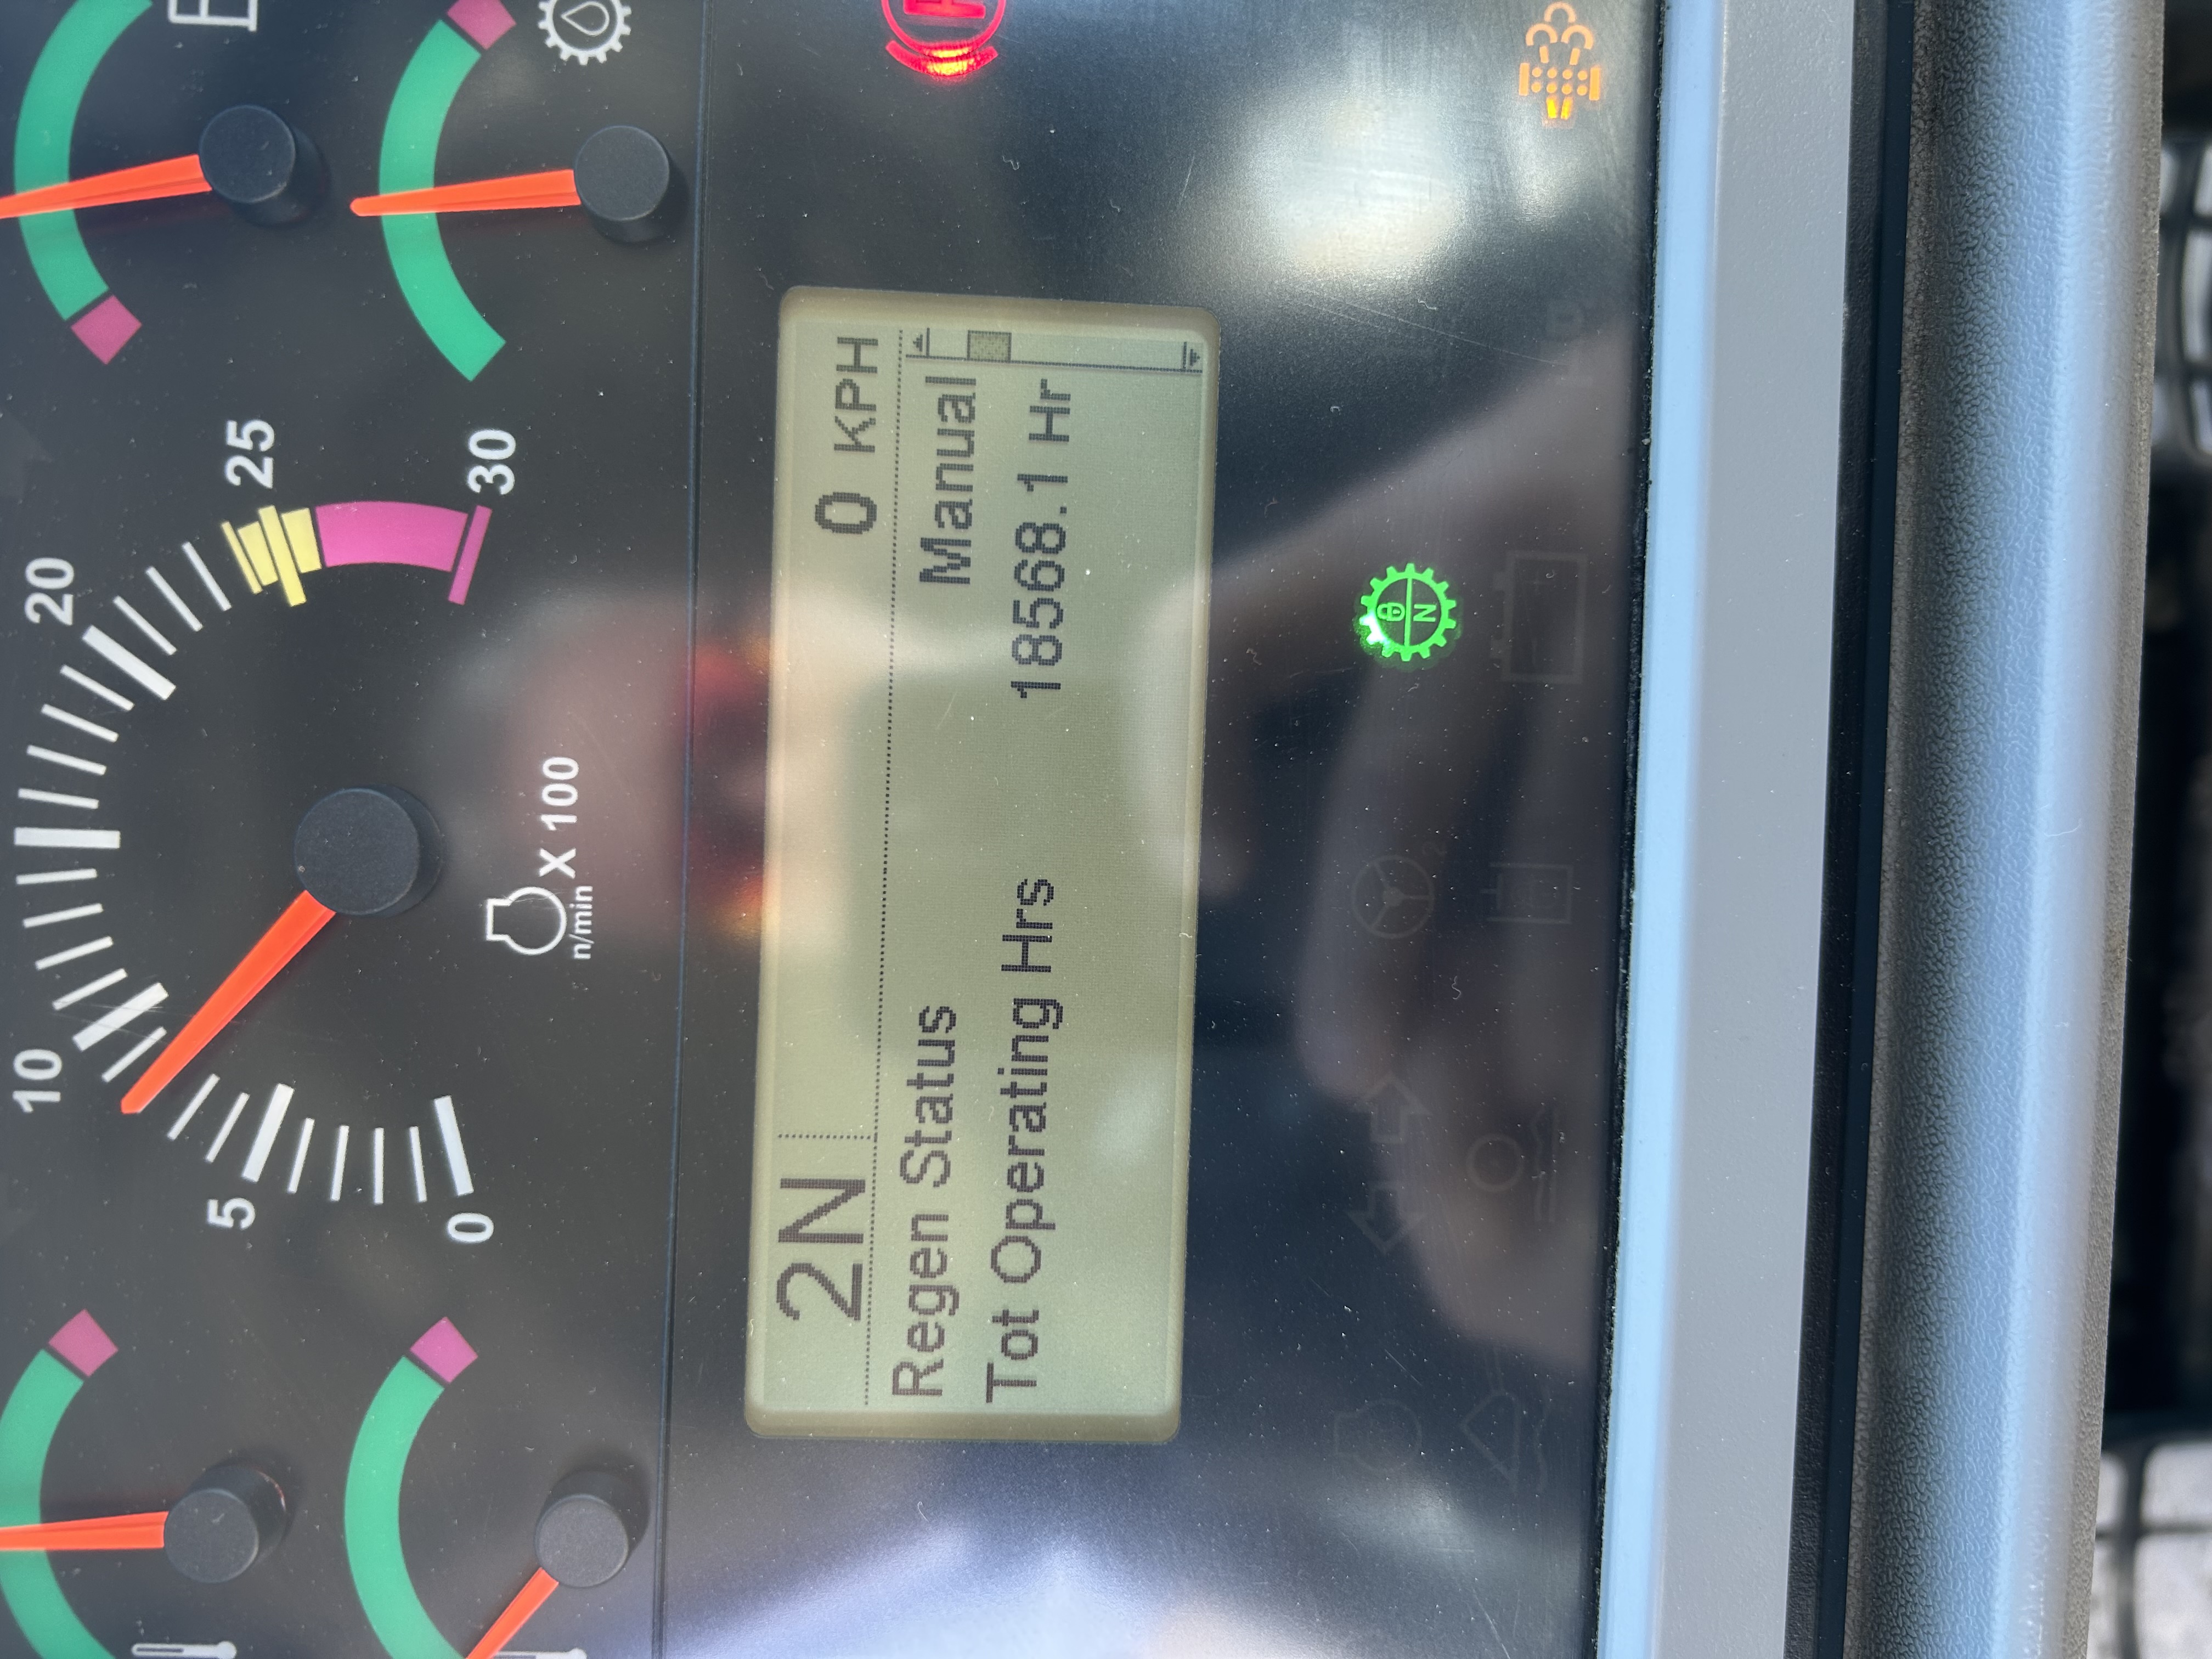 5
10
20
25
30
0
n/min
X 100
2N
0 KPH
Regen Status Manual
Tot Operating Hrs 18568.1 Hr
N